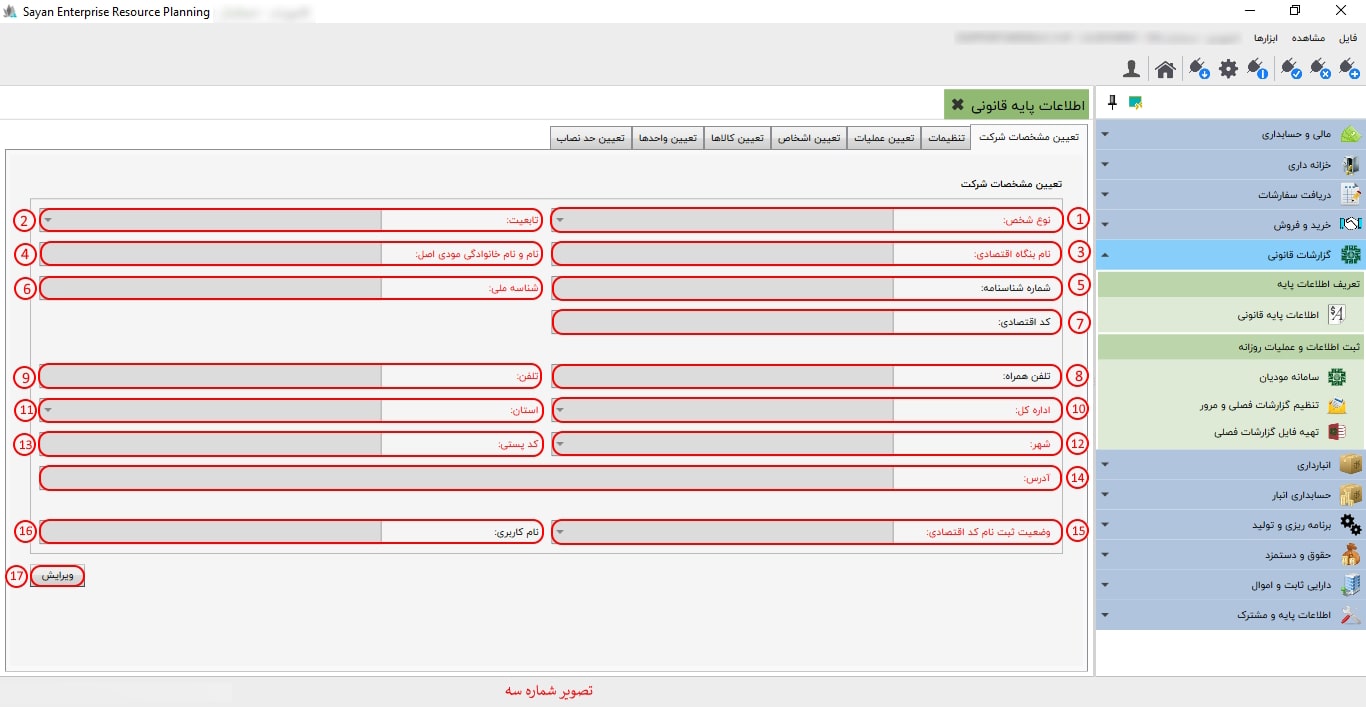 Sayan Enterprise Resource Planning
فایل مشاهده ابزارها
اطلاعات پایه قانونی
تعیین مشخصات شرکت تنظیمات تعیین عملیات تعیین اشخاص تعیین کالاها تعیین واحدها تعیین حد نصاب
تعیین مشخصات شرکت
1 نوع شخص: تابعیت: 2
3 نام بنگاه اقتصادی: نام و نام خانوادگی مودی اصل: 4
5 شماره شناسنامه: شناسه ملی: 6
7 کد اقتصادی:
8 تلفن همراه: تلفن: 9
10 اداره کل: استان: 11
12 شهر: کد پستی: 13
14 آدرس:
15 وضعیت ثبت نام کد اقتصادی: نام کاربری: 16
ویرایش 17
مالی و حسابداری
خزانه داری
دریافت سفارشات
خرید و فروش
گزارشات قانونی
تعریف اطلاعات پایه
اطلاعات پایه قانونی
ثبت اطلاعات و عملیات روزانه
سامانه مودیان
تنظیم گزارشات فصلی و مرور
تهیه فایل گزارشات فصلی
انبارداری
حسابداری انبار
برنامه ریزی و تولید
حقوق و دستمزد
دارایی ثابت و اموال
اطلاعات پایه و مشترک
تصویر شماره سه